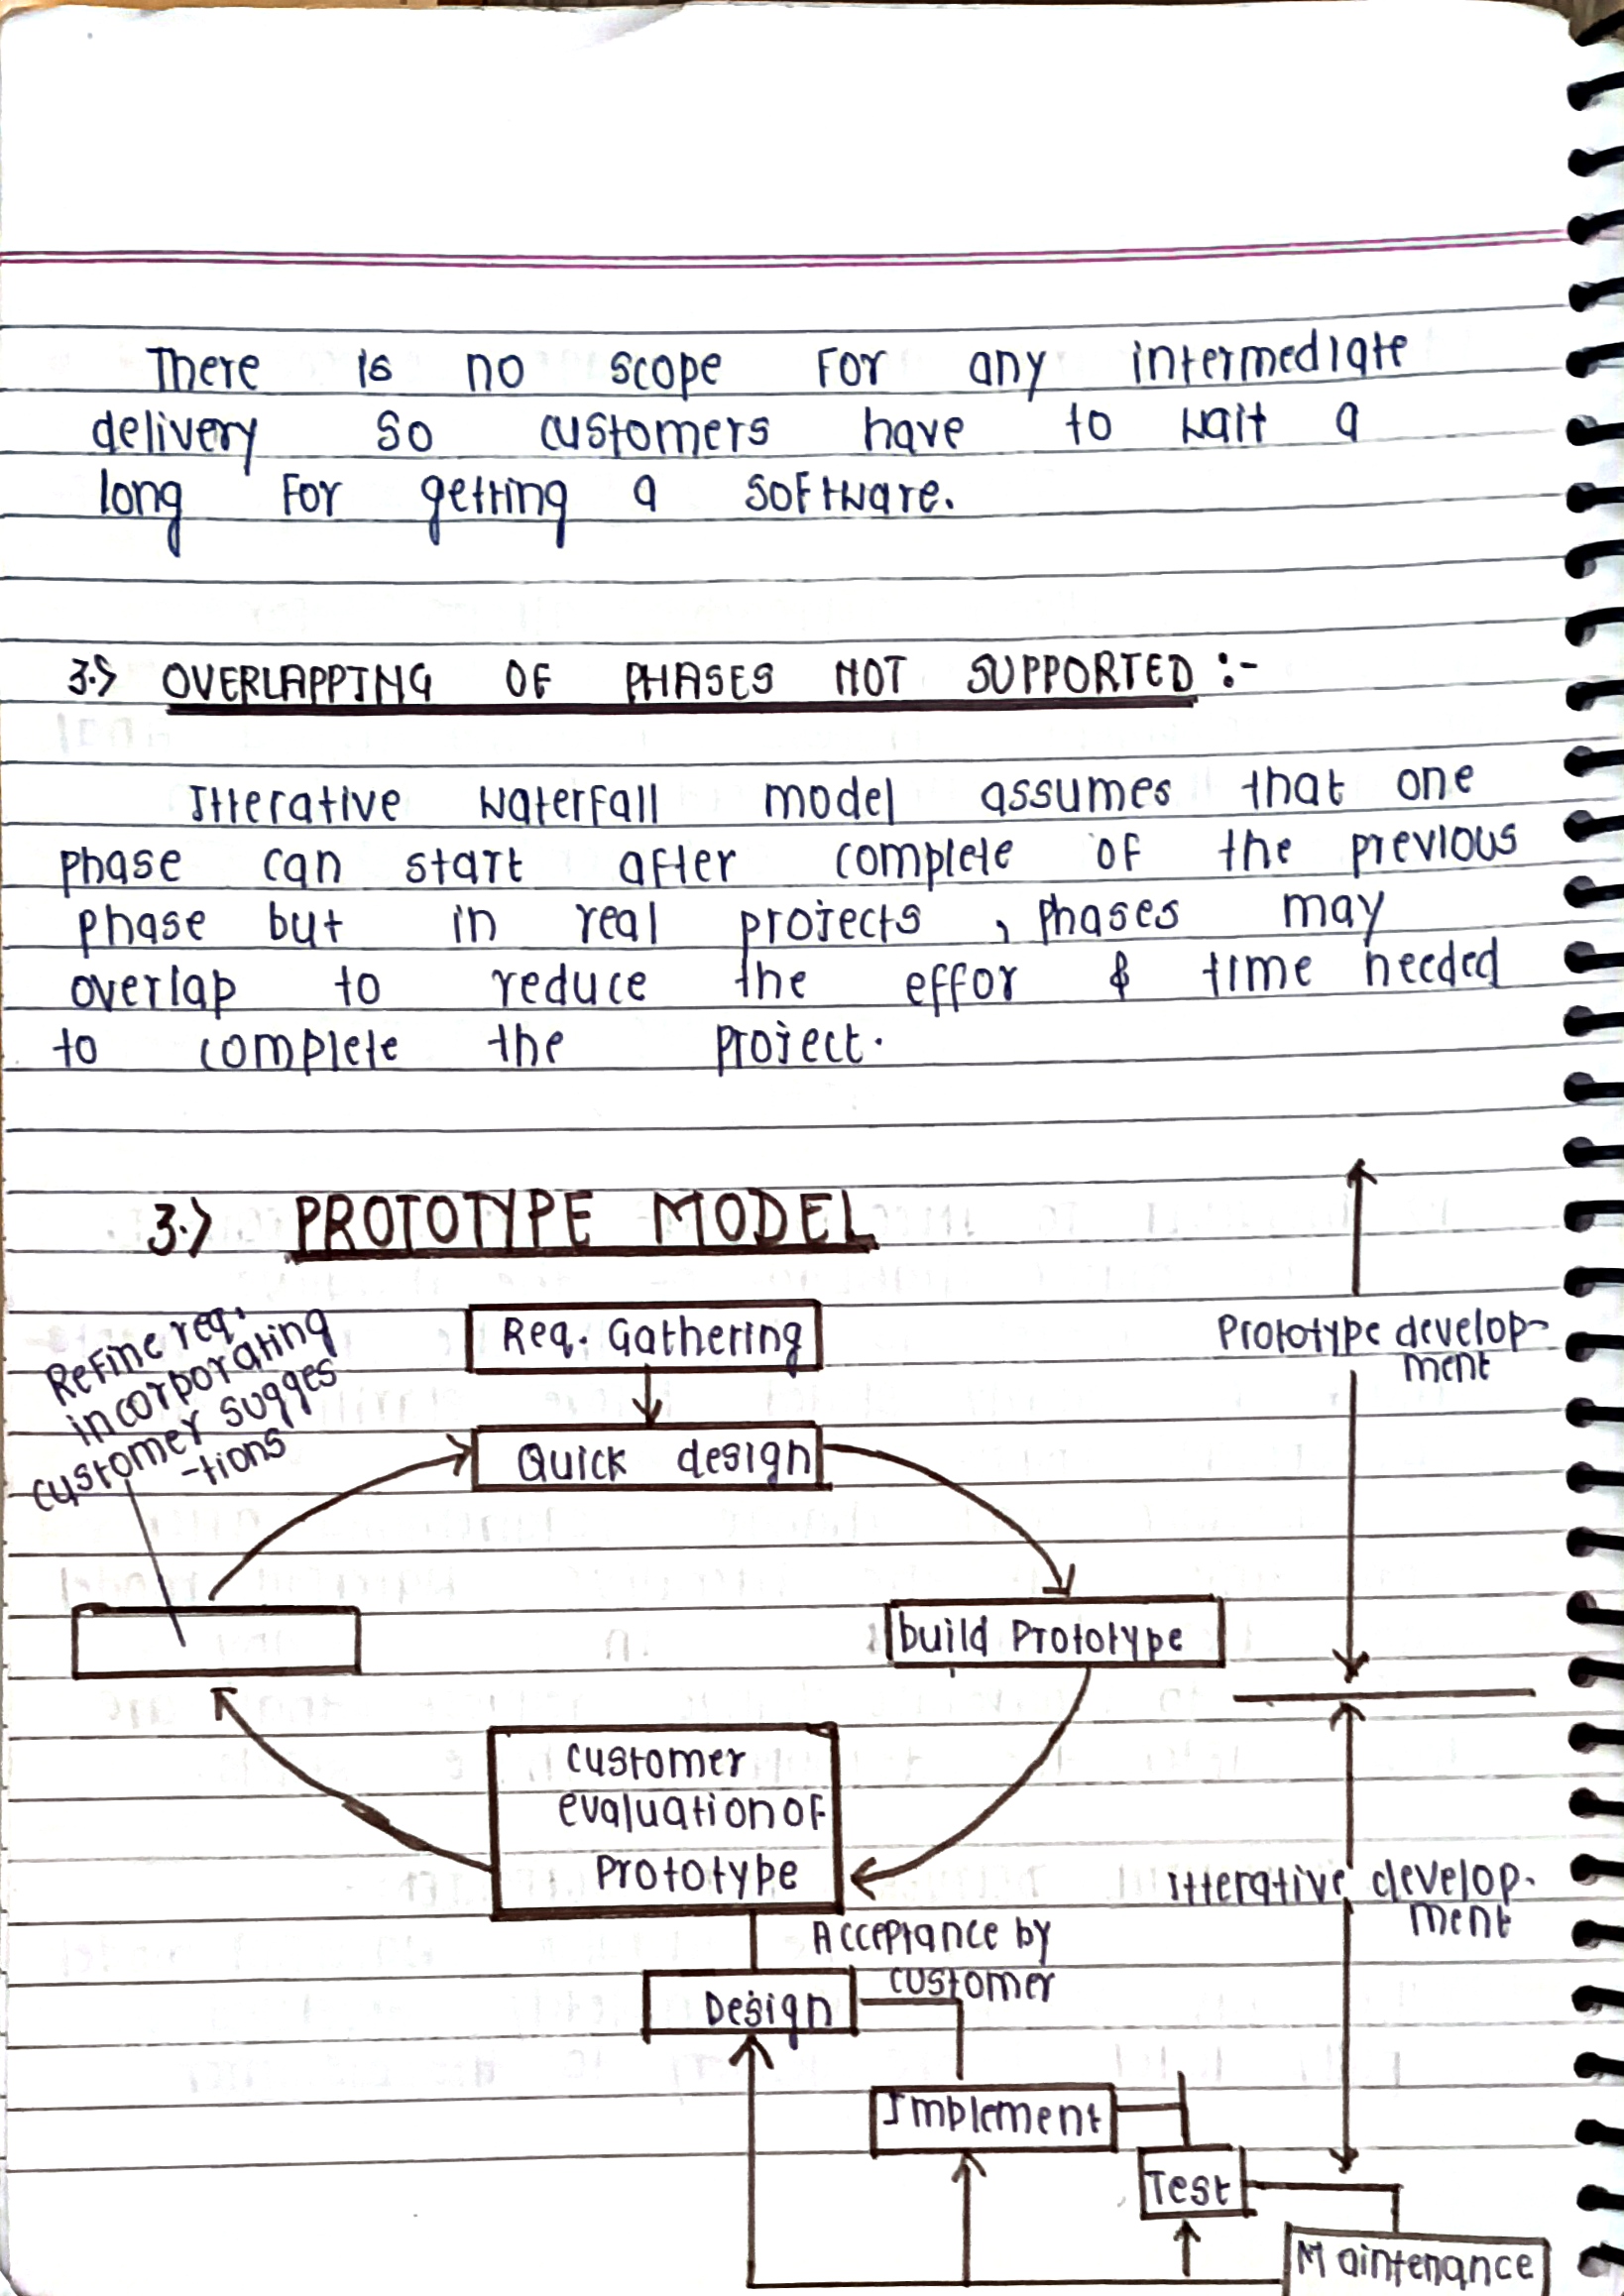 There is no scope for any intermediate
delivery so customers have to wait a
long for getting a software.
3.> OVERLAPPING OF PHASES NOT SUPPORTED :-
Itterative waterfall model assumes that one
phase can start after complete of the previous
phase but in real projects , phases may
overlap to reduce the effor & time needed
to complete the project.
3.> PROTOTYPE MODEL
Refine req.
incorporating
customer sugges
-tions
Req. Gathering
Prototype develop-
ment
Quick design
build Prototype
customer
evaluation of
prototype
Itterative develop-
ment
Acceptance by
customer
Design
Implement
Test
Maintenance